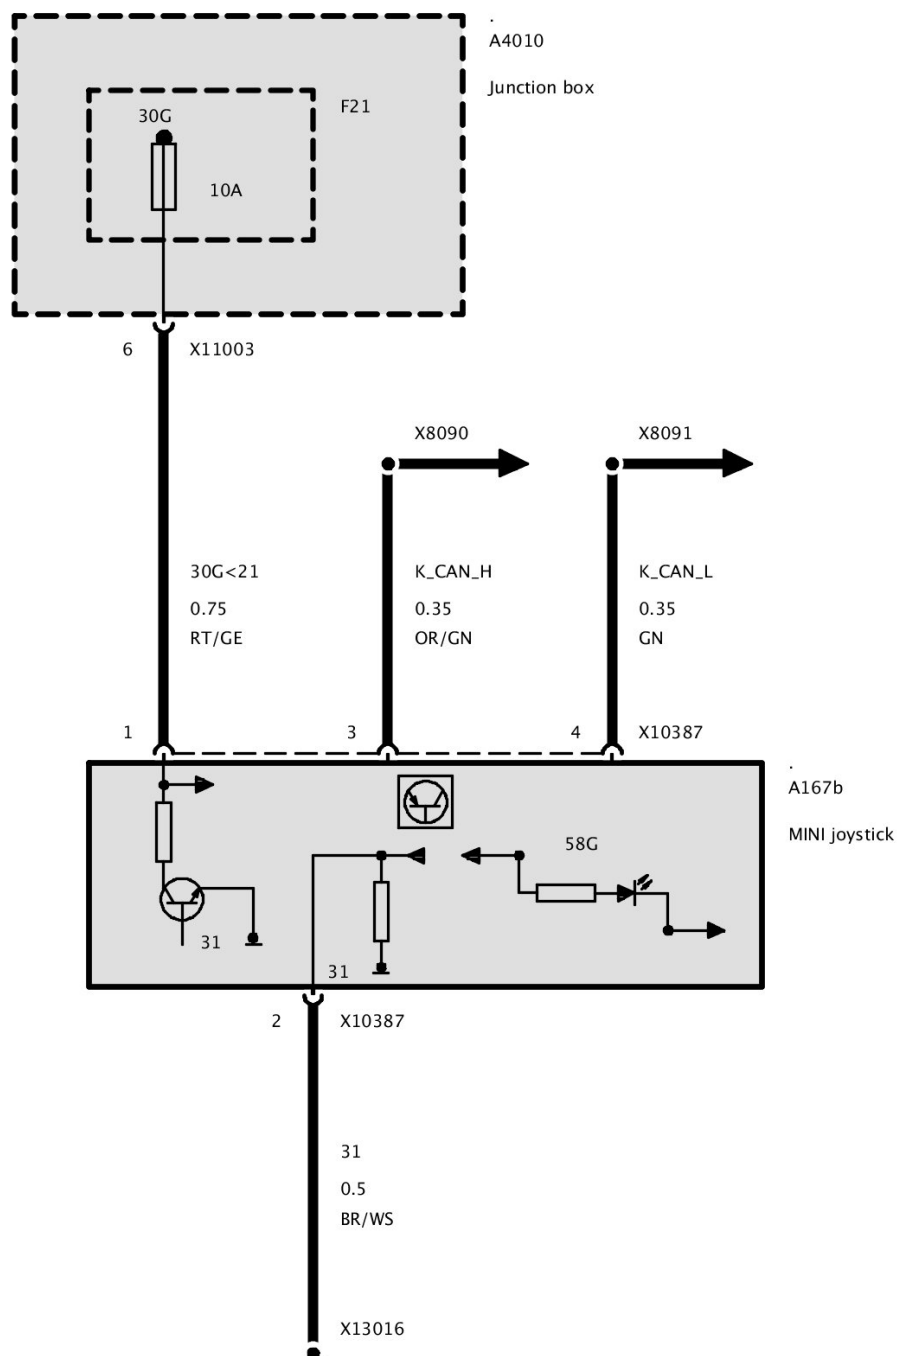 .
A4010
Junction box
F21
30G
10A
6
X11003
X8090
X8091
30G<21
0.75
RT/GE
K_CAN_H
0.35
OR/GN
K_CAN_L
0.35
GN
1
3
4
X10387
.
A167b
MINI joystick
58G
31
31
2
X10387
31
0.5
BR/WS
X13016